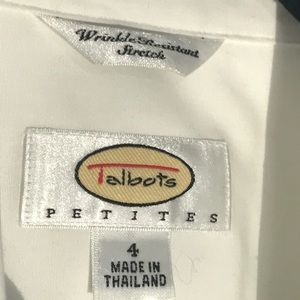 Wrinkle Resistant
Stretch
Talbots
PETITES
4
MADE IN
THAILAND